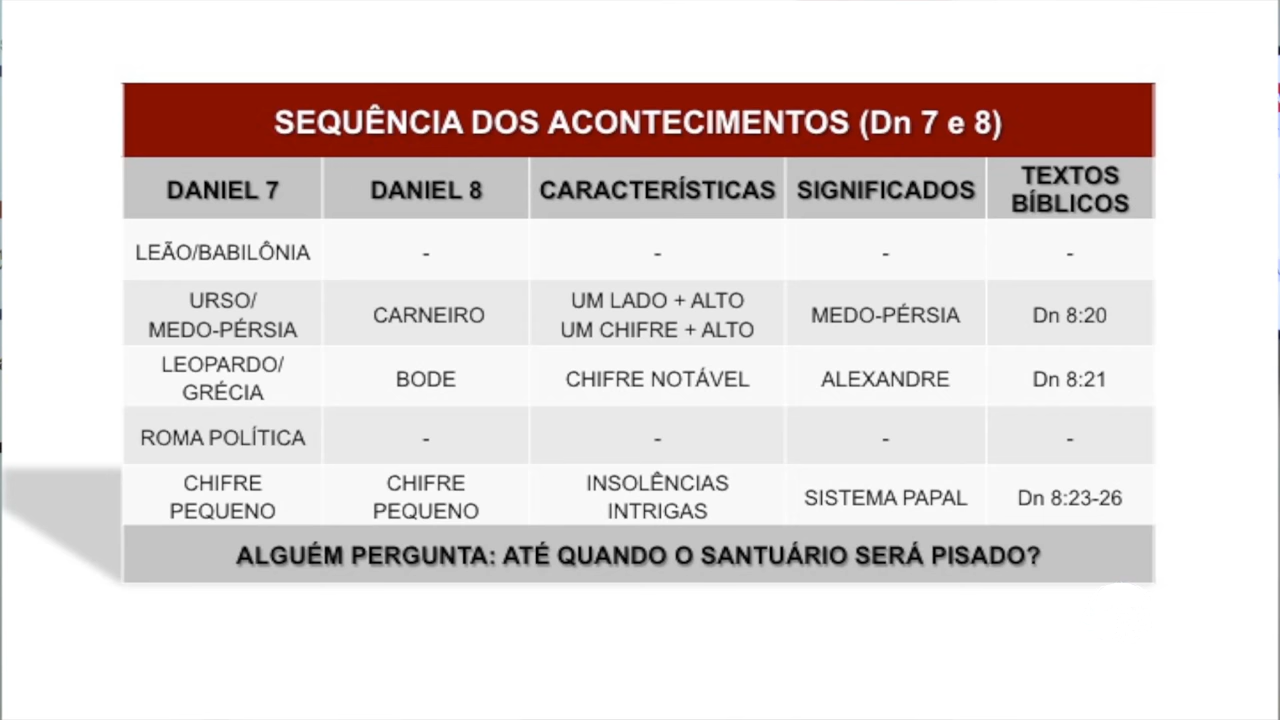 SEQUÊNCIA DOS ACONTECIMENTOS (Dn 7 e 8)
DANIEL 7 DANIEL 8 CARACTERÍSTICAS SIGNIFICADOS TEXTOS BÍBLICOS
LEÃO/BABILÔNIA - - - -
URSO/ MEDO-PÉRSIA CARNEIRO UM LADO + ALTO UM CHIFRE + ALTO MEDO-PÉRSIA Dn 8:20
LEOPARDO/ GRÉCIA BODE CHIFRE NOTÁVEL ALEXANDRE Dn 8:21
ROMA POLÍTICA - - - -
CHIFRE PEQUENO CHIFRE PEQUENO INSOLÊNCIAS INTRIGAS SISTEMA PAPAL Dn 8:23-26
ALGUÉM PERGUNTA: ATÉ QUANDO O SANTUÁRIO SERÁ PISADO?